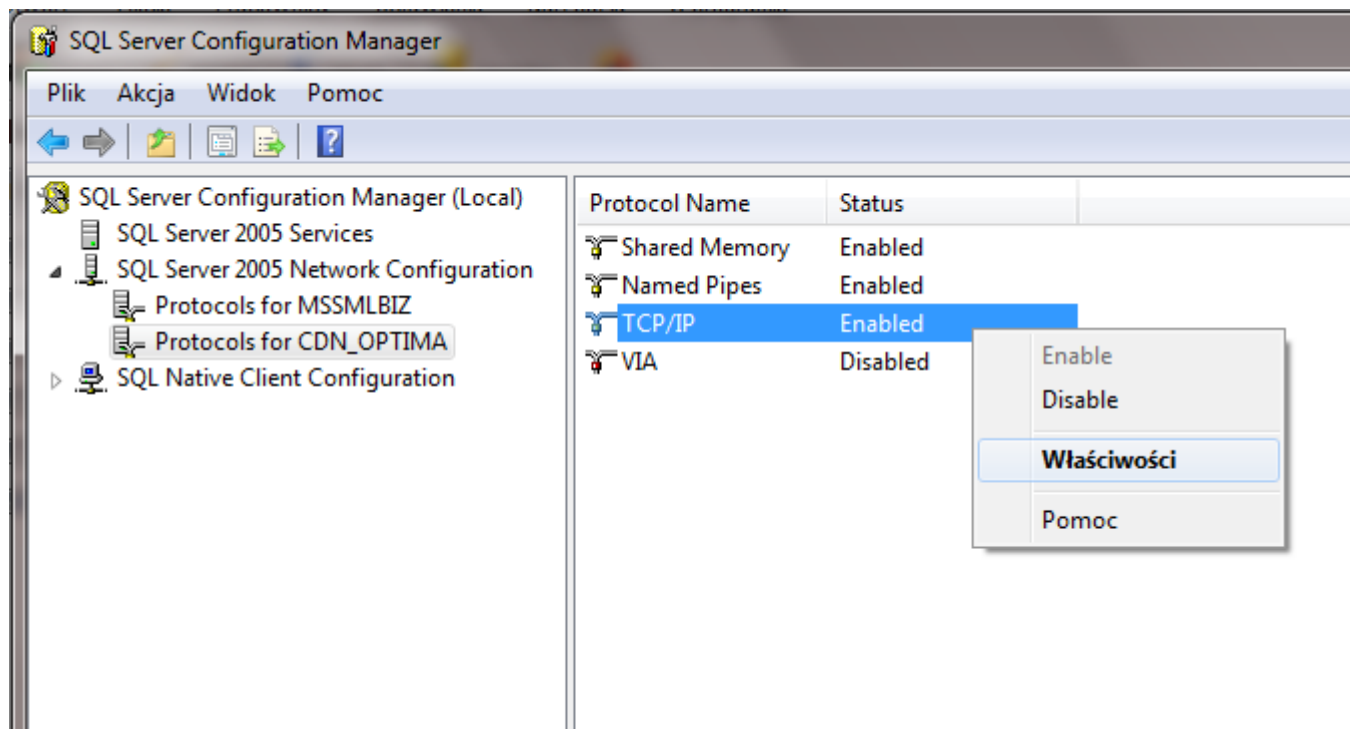 SQL Server Configuration Manager
Plik Akcja Widok Pomoc
SQL Server Configuration Manager (Local)
SQL Server 2005 Services
SQL Server 2005 Network Configuration
Protocols for MSSMLBIZ
Protocols for CDN_OPTIMA
SQL Native Client Configuration
Protocol Name Status
Shared Memory Enabled
Named Pipes Enabled
TCP/IP Enabled
VIA Disabled
Enable
Disable
Właściwości
Pomoc